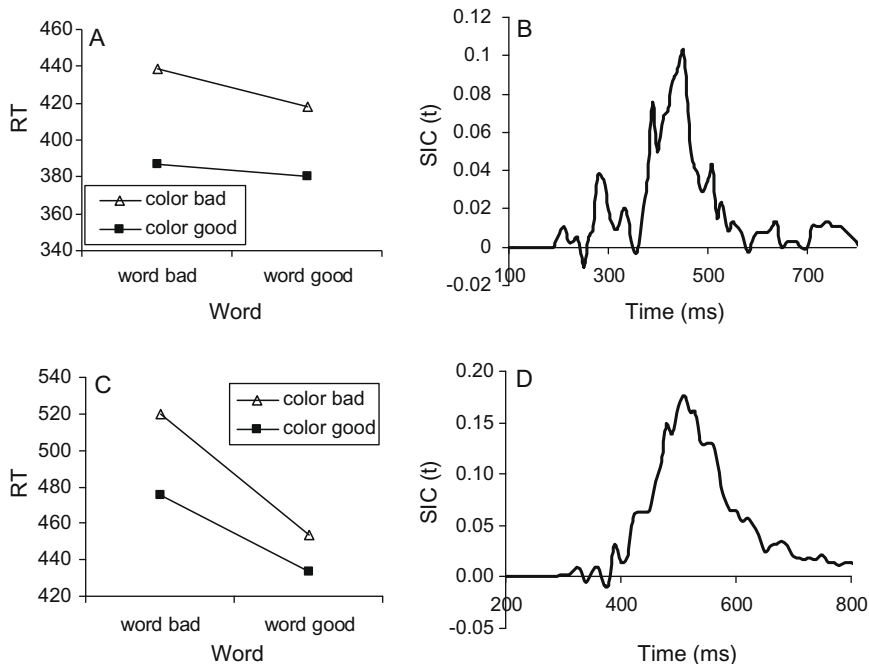 A
460
440
420
400
380
360
340
RT
color bad
color good
word bad word good
Word
B
0.1
0.08
0.06
0.04
0.02
0
-0.02
SIC (t)
100 300 500 700
Time (ms)
C
540
520
500
480
460
440
420
RT
color bad
color good
word bad word good
Word
D
0.20
0.15
0.10
0.05
0.00
-0.05
SIC (t)
200 400 600 800
Time (ms)